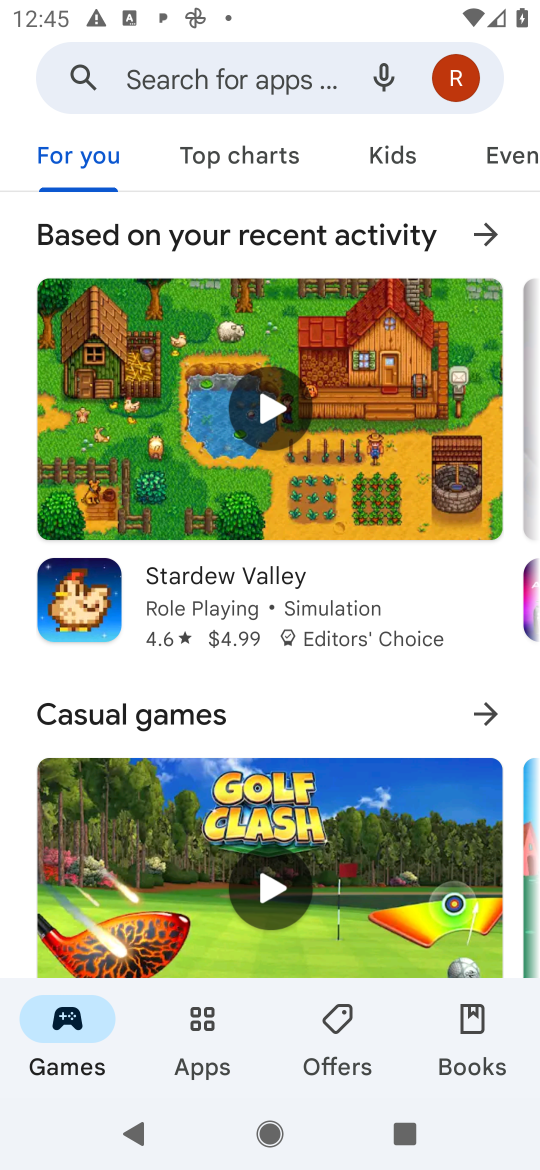 12:45
Search for apps ...
R
For you
Top charts
Kids
Even
Based on your recent activity
Stardew Valley
Role Playing • Simulation
4.6★ $4.99 Editors' Choice
Casual games
GOLF
CLASH
Games
Apps
Offers
Books